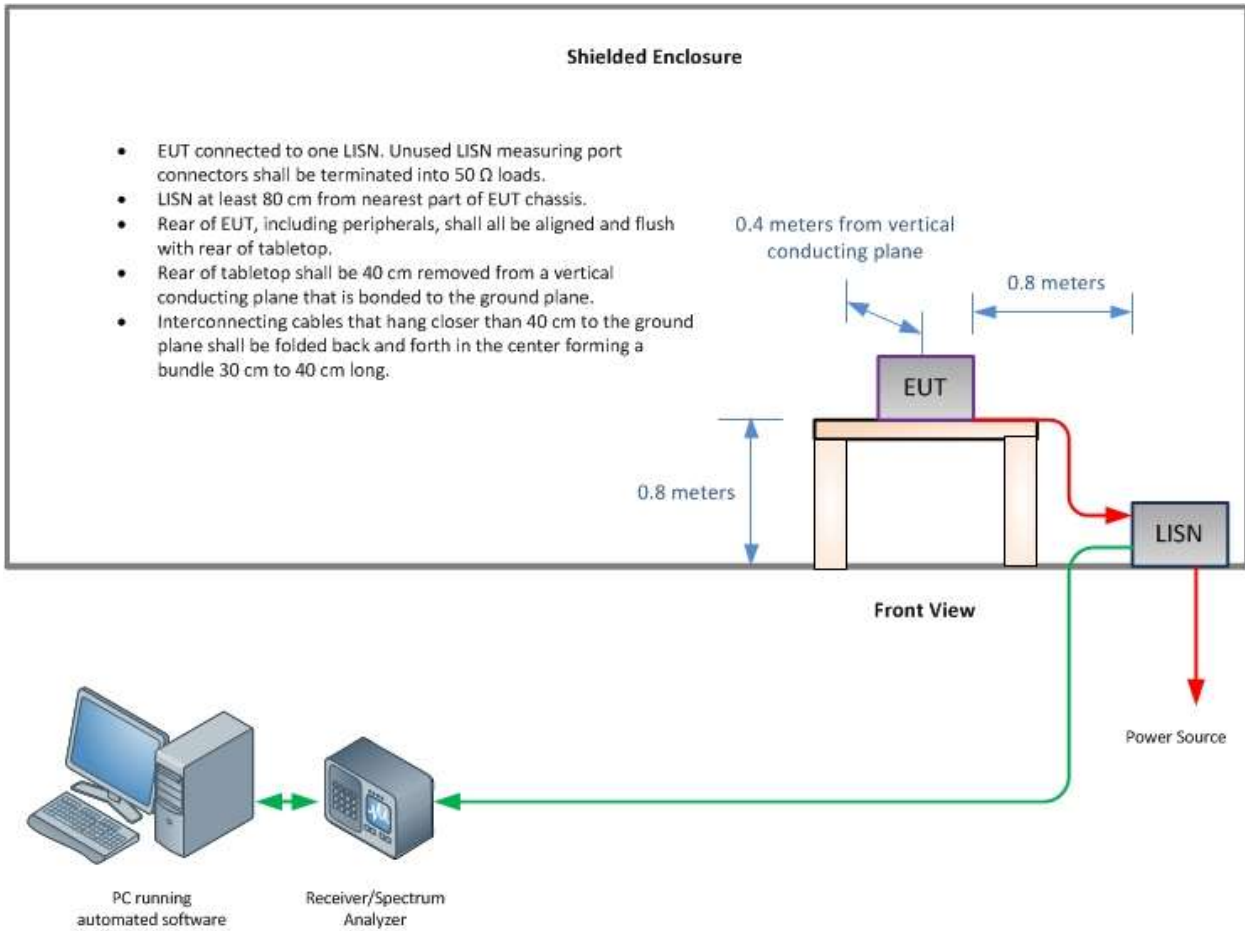 Shielded Enclosure
• EUT connected to one LISN. Unused LISN measuring port
connectors shall be terminated into 50 Ω loads.
• LISN at least 80 cm from nearest part of EUT chassis.
• Rear of EUT, including peripherals, shall all be aligned and flush
with rear of tabletop.
• Rear of tabletop shall be 40 cm removed from a vertical
conducting plane that is bonded to the ground plane.
• Interconnecting cables that hang closer than 40 cm to the ground
plane shall be folded back and forth in the center forming a
bundle 30 cm to 40 cm long.
0.4 meters from vertical
conducting plane
0.8 meters
EUT
0.8 meters
LISN
Front View
Power Source
PC running
automated software
Receiver/Spectrum
Analyzer